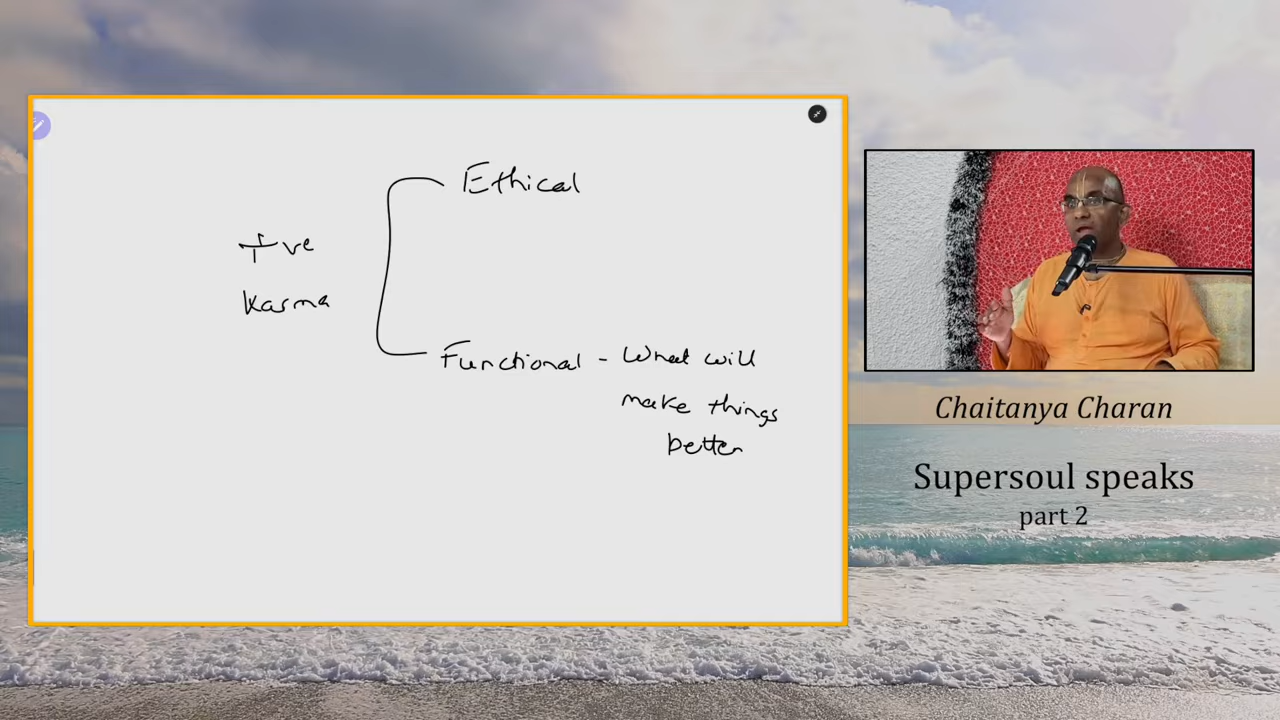 Ethical
+ve
Karma
Functional - What will
make things
better
Chaitanya Charan
Supersoul speaks
part 2